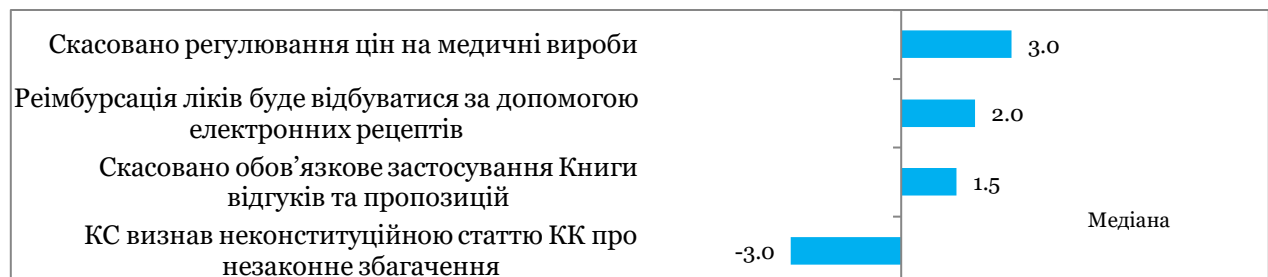 Скасовано регулювання цін на медичні вироби
3.0
Реімбурсація ліків буде відбуватися за допомогою
електронних рецептів
2.0
Скасовано обов’язкове застосування Книги
відгуків та пропозицій
1.5
Медіана
КС визнав неконституційною статтю КК про
незаконне збагачення
-3.0